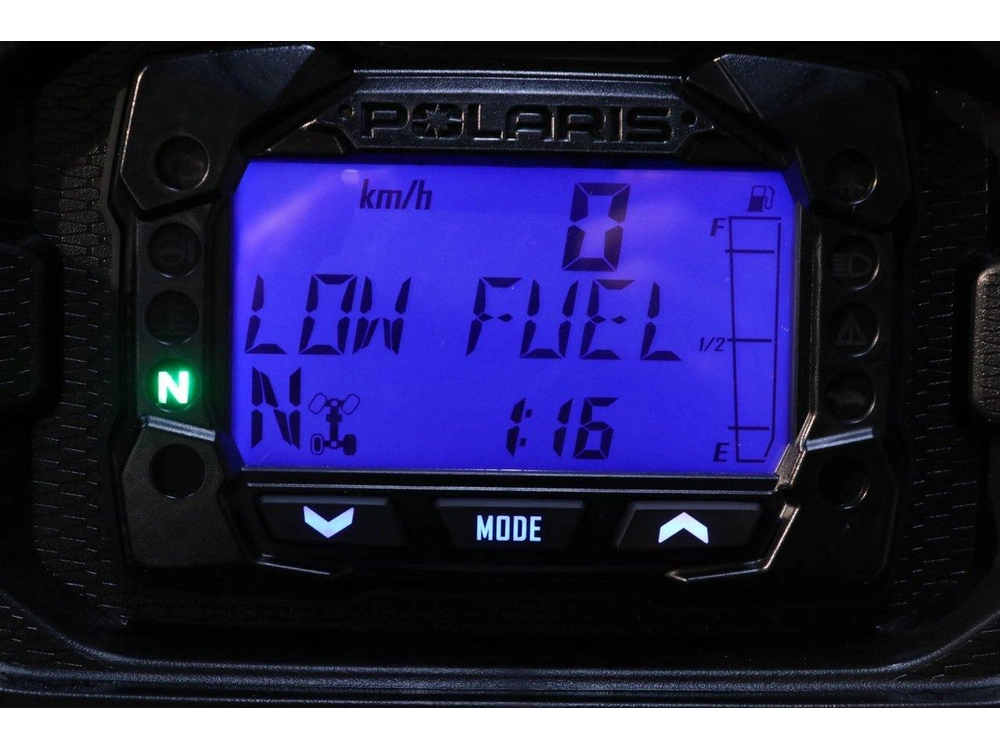 POLARIS
km/h 0
F
LOW FUEL
1/2
N
N 1:16
E
MODE